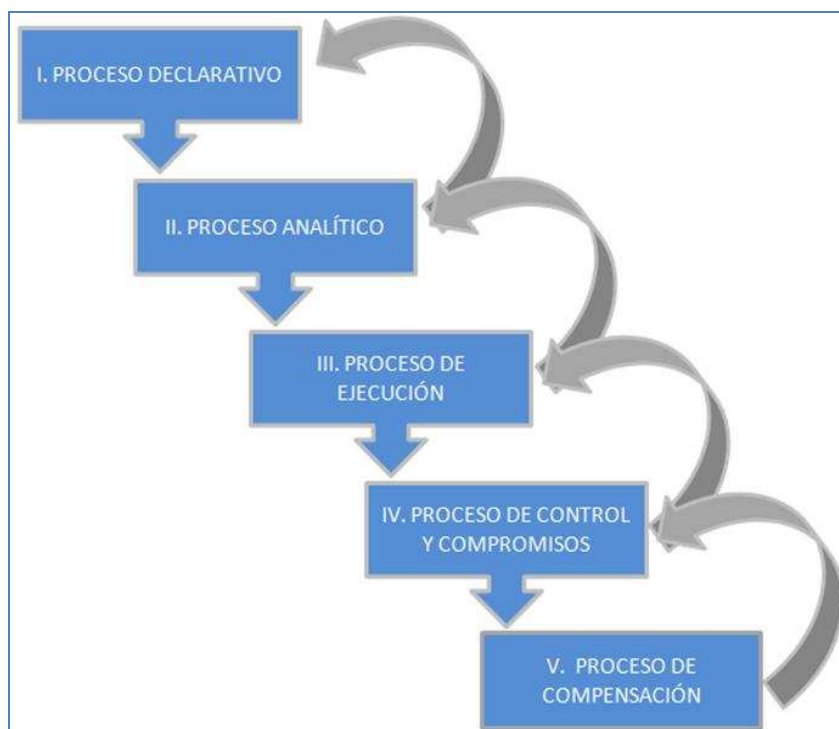 I. PROCESO DECLARATIVO
II. PROCESO ANALÍTICO
III. PROCESO DE
EJECUCIÓN
IV. PROCESO DE CONTROL
Y COMPROMISOS
V. PROCESO DE
COMPENSACIÓN